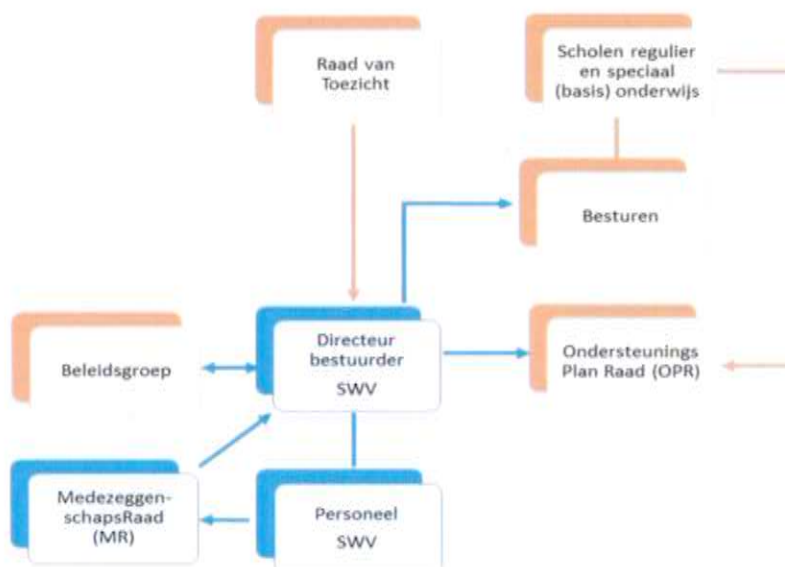 Raad van
Toezicht
Scholen regulier
en speciaal
(basis) onderwijs
Besturen
Directeur
bestuurder
SWV
Beleidsgroep
Ondersteunings
Plan Raad (OPR)
Medezeggen-
schapsRaad
(MR)
Personeel
SWV